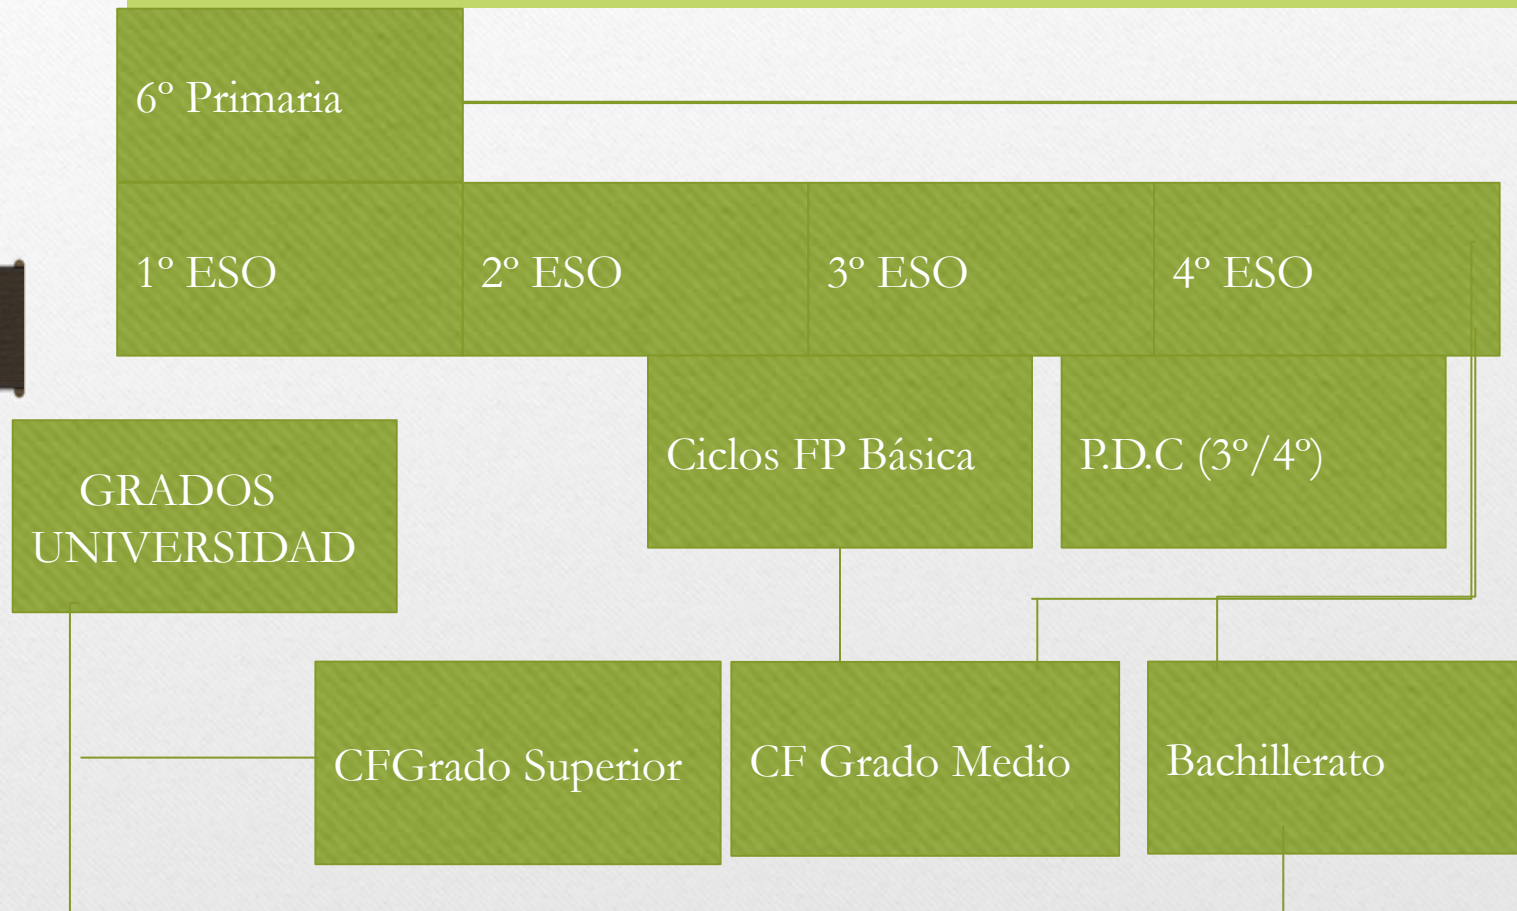 6º Primaria
1º ESO
2º ESO
3º ESO
4º ESO
Ciclos FP Básica
P.D.C (3º/4º)
GRADOS
UNIVERSIDAD
CFGrado Superior
CF Grado Medio
Bachillerato